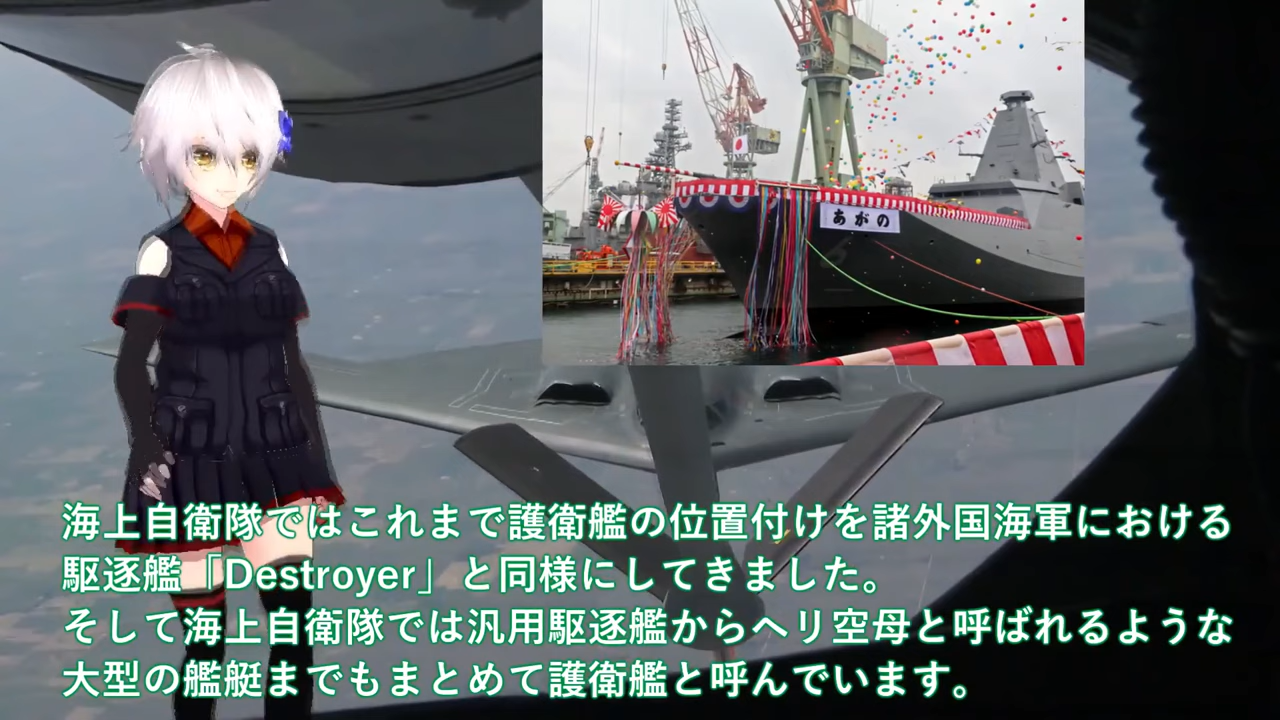 あがの
海上自衛隊ではこれまで護衛艦の位置付けを諸外国海軍における
駆逐艦「Destroyer」と同様にしてきました。
そして海上自衛隊では汎用駆逐艦からヘリ空母と呼ばれるような
大型の艦艇までもまとめて護衛艦と呼んでいます。